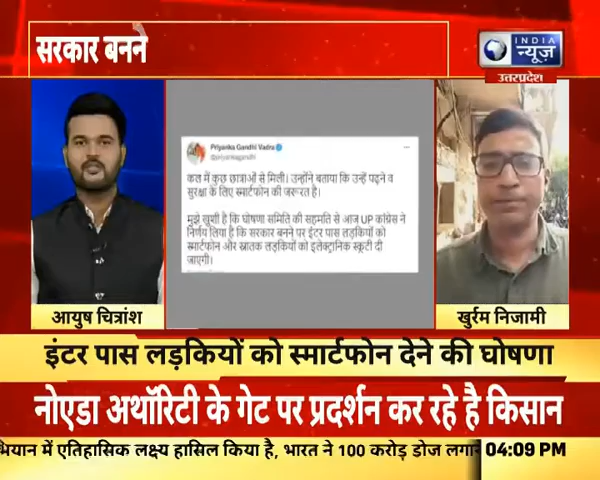 सरकार बनने
INDIA
न्यूज़
उत्तरप्रदेश
Priyanka Gandhi Vadra
@priyankagandhi
कल मैं कुछ छात्राओं से मिली। उन्होंने बताया कि उन्हें पढ़ने व
सुरक्षा के लिए स्मार्टफोन की जरूरत है।
मुझे खुशी है कि घोषणा समिति की सहमति से आज UP कांग्रेस ने
निर्णय लिया है कि सरकार बनने पर इंटर पास लड़कियों को
स्मार्टफोन और स्नातक लड़कियों को इलेक्ट्रानिक स्कूटी दी
जाएगी।
आयुष चित्रांश
खुर्रम निजामी
इंटर पास लड़कियों को स्मार्टफोन देने की घोषणा
नोएडा अथॉरिटी के गेट पर प्रदर्शन कर रहे है किसान
भियान में एतिहासिक लक्ष्य हासिल किया है, भारत ने 100 करोड़ डोज लगा
04:09 PM